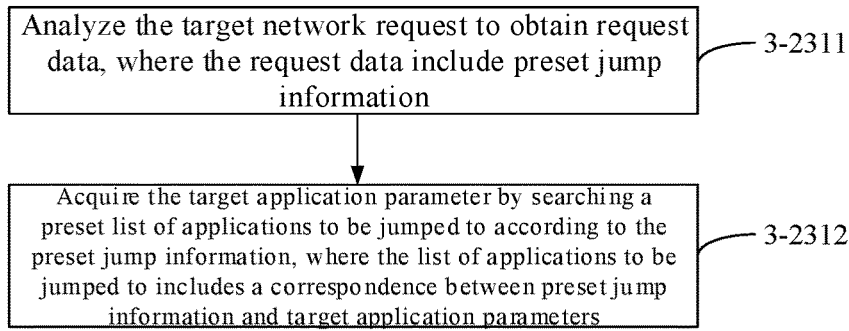 Analyze the target network request to obtain request
data, where the request data include preset jump
information
3-2311
Acquire the target application parameter by searching a
preset list of applications to be jumped to according to the
preset jump information, where the list of applications to be
jumped to includes a correspondence between preset jump
information and target application parameters
3-2312